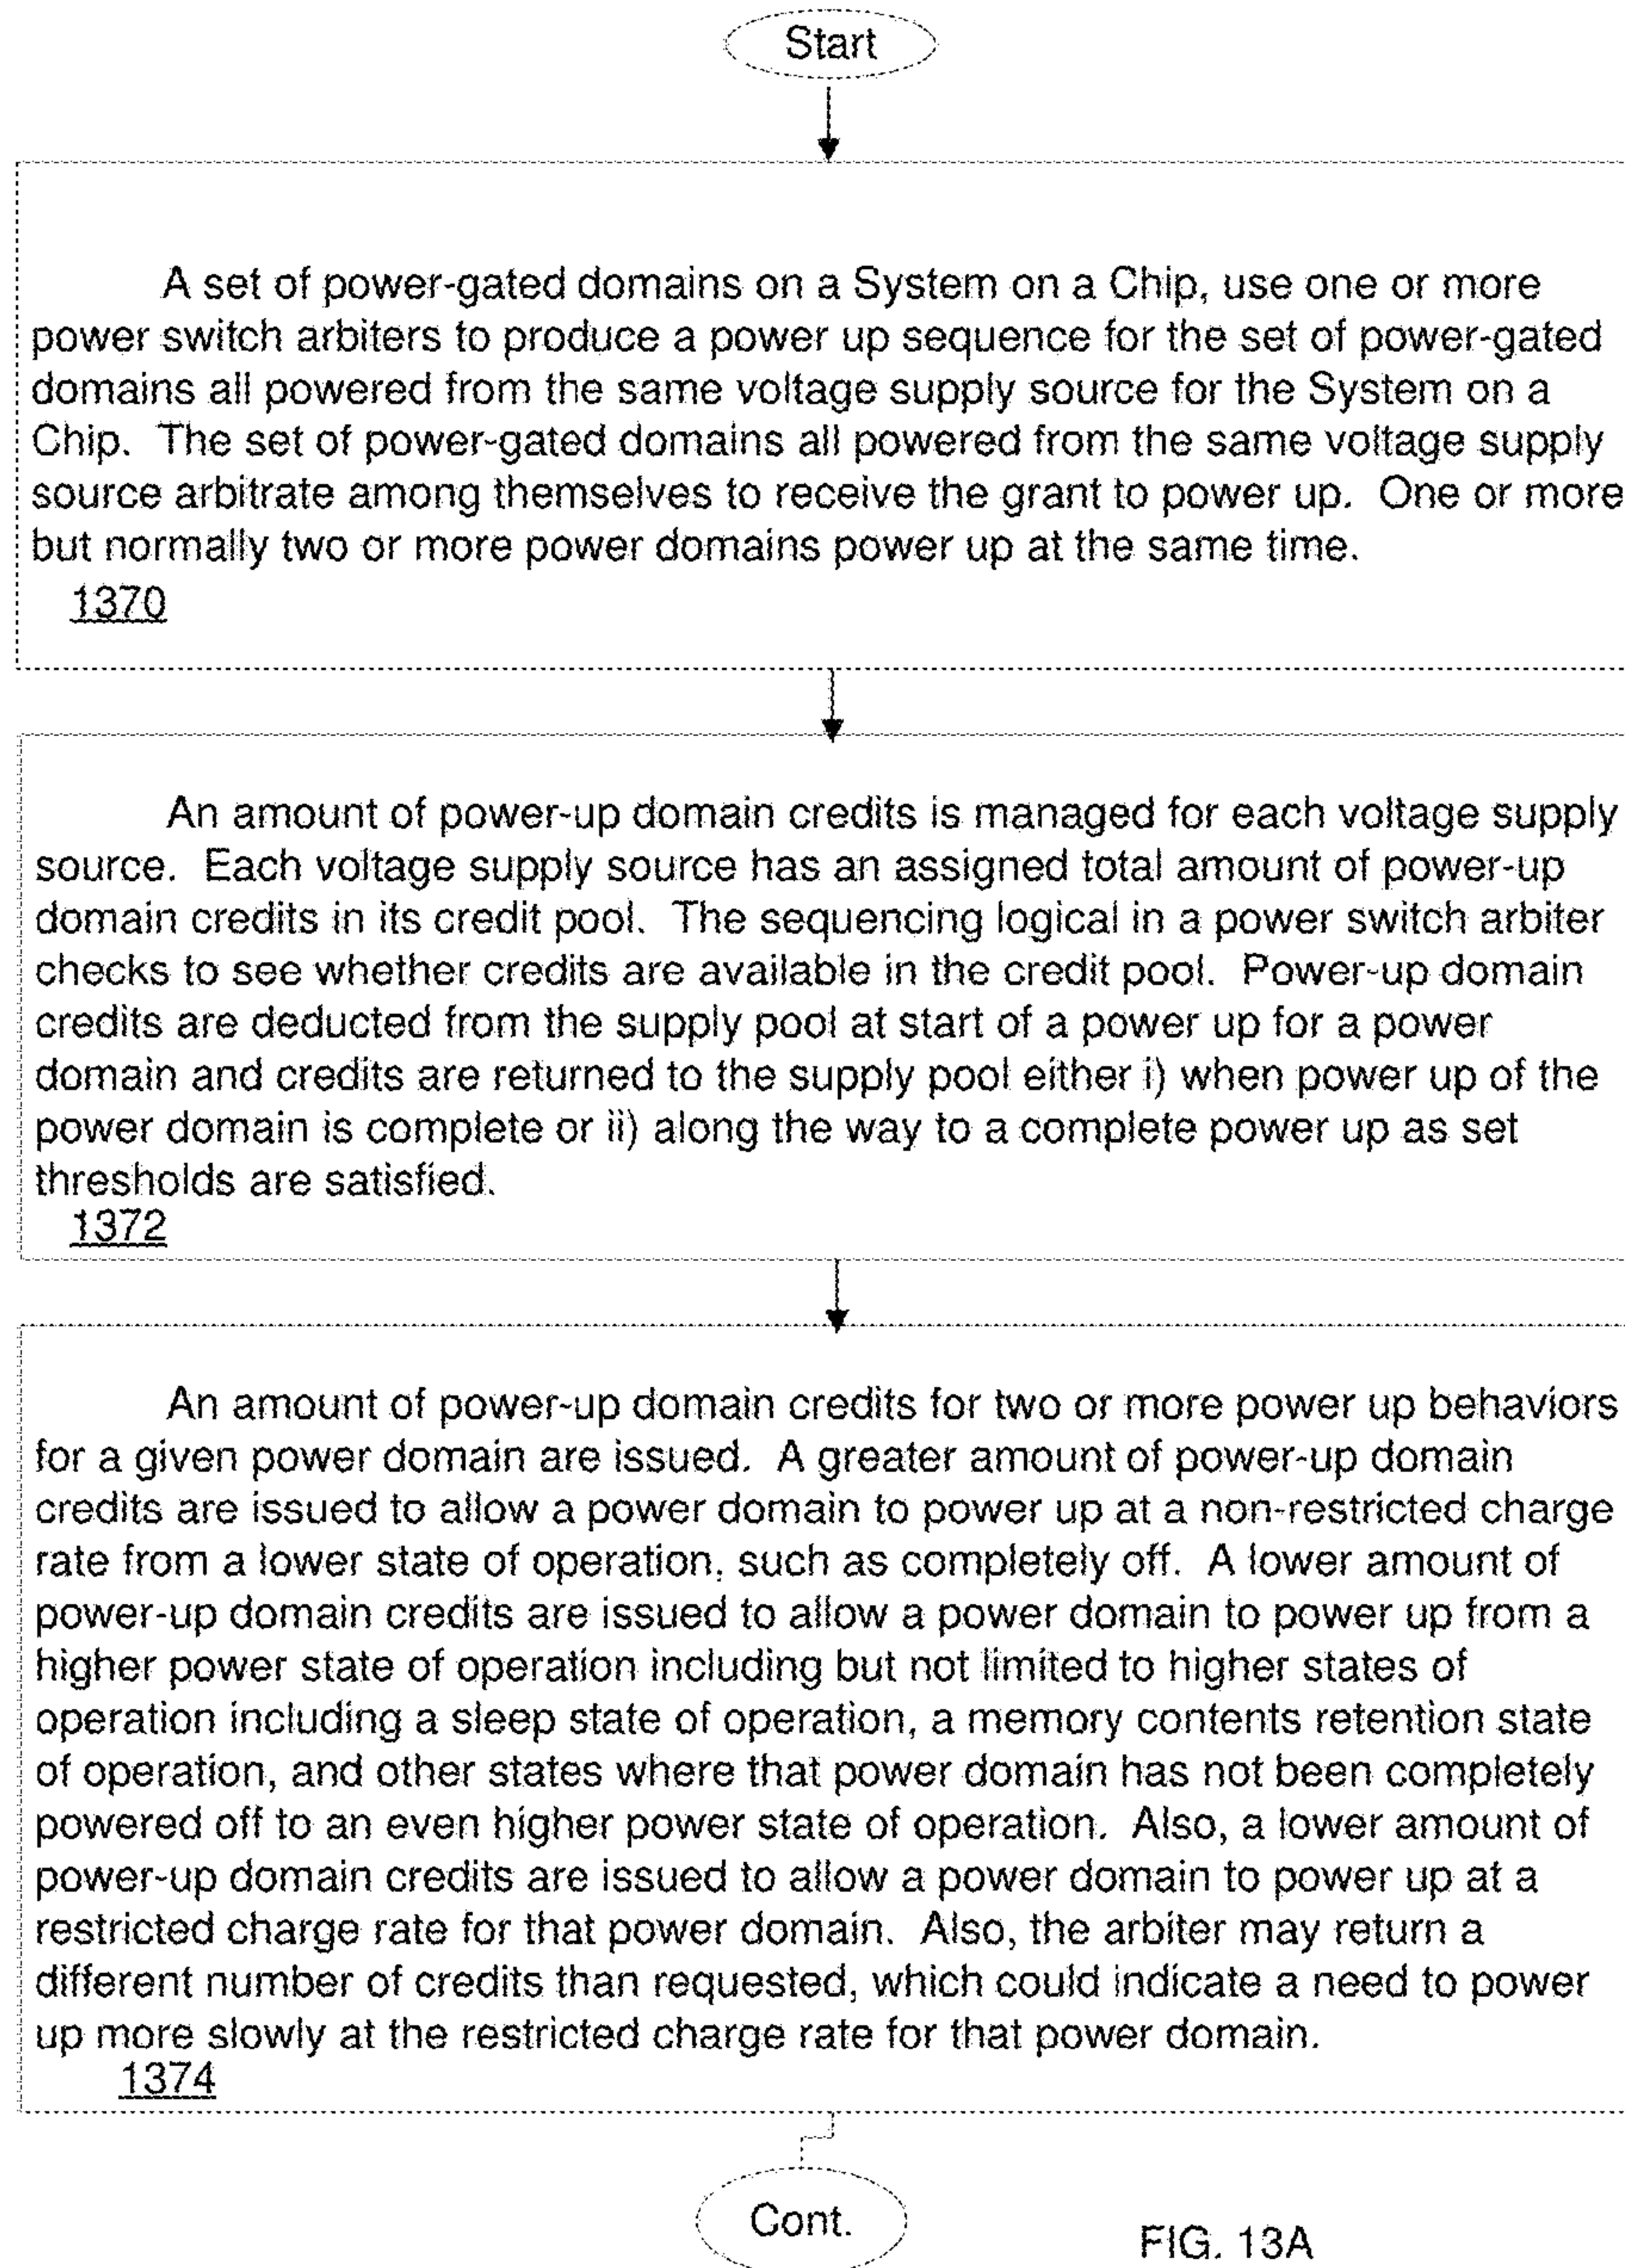 Start
A set of power-gated domains on a System on a Chip, use one or more
power switch arbiters to produce a power up sequence for the set of power-gated
domains all powered from the same voltage supply source for the System on a
Chip. The set of power-gated domains all powered from the same voltage supply
source arbitrate among themselves to receive the grant to power up. One or more
but normally two or more power domains power up at the same time.
1370
An amount of power-up domain credits is managed for each voltage supply
source. Each voltage supply source has an assigned total amount of power-up
domain credits in its credit pool. The sequencing logical in a power switch arbiter
checks to see whether credits are available in the credit pool. Power-up domain
credits are deducted from the supply pool at start of a power up for a power
domain and credits are returned to the supply pool either i) when power up of the
power domain is complete or ii) along the way to a complete power up as set
thresholds are satisfied.
1372
An amount of power-up domain credits for two or more power up behaviors
for a given power domain are issued. A greater amount of power-up domain
credits are issued to allow a power domain to power up at a non-restricted charge
rate from a lower state of operation, such as completely off. A lower amount of
power-up domain credits are issued to allow a power domain to power up from a
higher power state of operation including but not limited to higher states of
operation including a sleep state of operation, a memory contents retention state
of operation, and other states where that power domain has not been completely
powered off to an even higher power state of operation. Also, a lower amount of
power-up domain credits are issued to allow a power domain to power up at a
restricted charge rate for that power domain. Also, the arbiter may return a
different number of credits than requested, which could indicate a need to power
up more slowly at the restricted charge rate for that power domain.
1374
Cont.
FIG. 13A